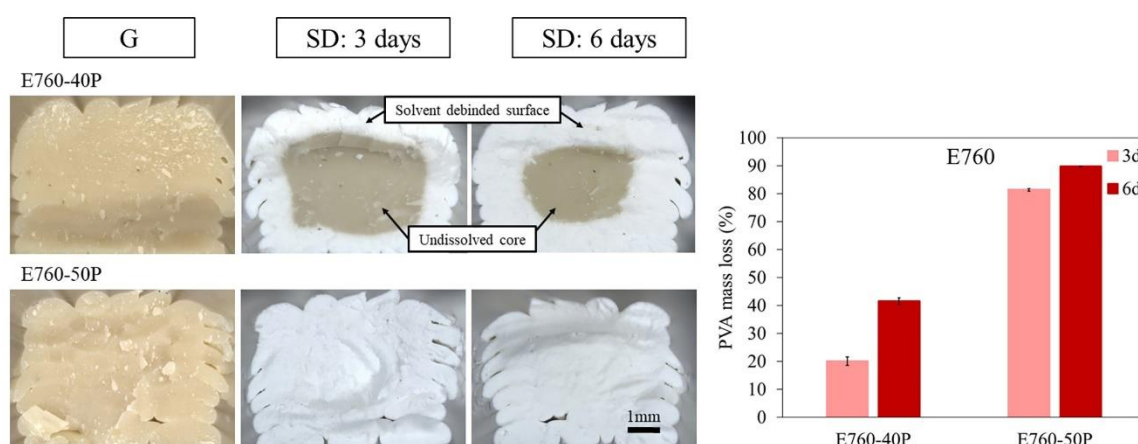 G
SD: 3 days
SD: 6 days
E760-40P
Solvent debinded surface
Undissolved core
E760-50P
1mm
E760
3d
6d
PVA mass loss (%)
100
90
80
70
60
50
40
30
20
10
0
E760-40P
E760-50P